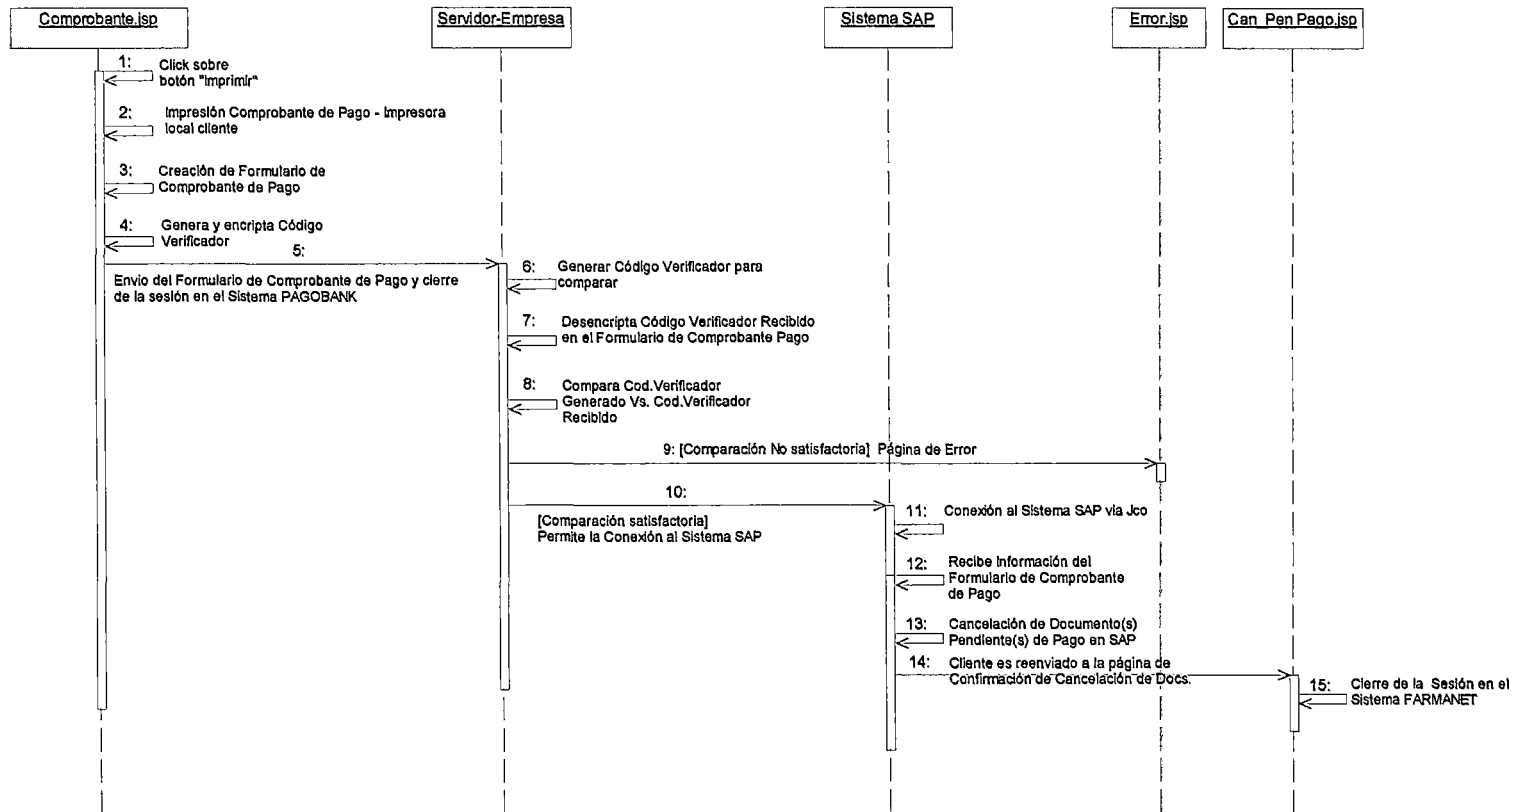 Comprobante.jsp
Servidor-Empresa
Sistema SAP
Error.jsp
Can_Pen Pago.jsp
1: Click sobre
botón "Imprimir"
2: Impresión Comprobante de Pago - Impresora
local cliente
3: Creación de Formulario de
Comprobante de Pago
4: Genera y encripta Código
Verificador
5:
Envio del Formulario de Comprobante de Pago y cierre
de la sesión en el Sistema PAGOBANK
6: Generar Código Verificador para
comparar
7: Desencripta Código Verificador Recibido
en el Formulario de Comprobante Pago
8: Compara Cod.Verificador
Generado Vs. Cod.Verificador
Recibido
9: [Comparación No satisfactoria] Página de Error
10:
[Comparación satisfactoria]
Permite la Conexión al Sistema SAP
11: Conexión al Sistema SAP via Jco
12: Recibe Información del
Formulario de Comprobante
de Pago
13: Cancelación de Documento(s)
Pendiente(s) de Pago en SAP
14: Cliente es reenviado a la página de
Confirmación de Cancelación de Docs.
15: Cierre de la Sesión en el
Sistema FARMANET